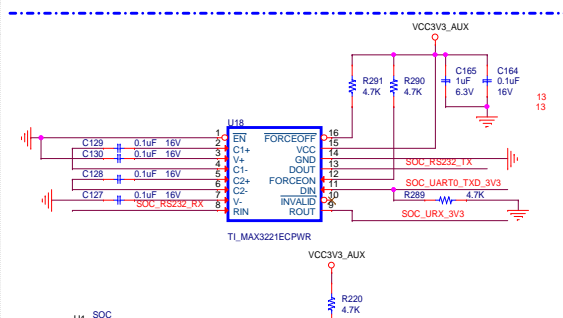 VCC3V3_AUX
R291
4.7K
R290
4.7K
C165
1uF
6.3V
C164
0.1uF
16V
13
13
U18
1 EN FORCEOFF 16
C129 0.1uF 16V 2 C1+ VCC 15
C130 0.1uF 16V 3 V+ GND 14
4 C1- DOUT 13 SOC_RS232_TX
C128 0.1uF 16V 5 C2+ FORCEON 12
6 C2- DIN 11 SOC_UART0_TXD_3V3
C127 0.1uF 16V 7 V- INVALID 10 R289 4.7K
SOC_RS232_RX 8 RIN ROUT 9 SOC_URX_3V3
TI_MAX3221ECPWR
VCC3V3_AUX
R220
4.7K
SOC